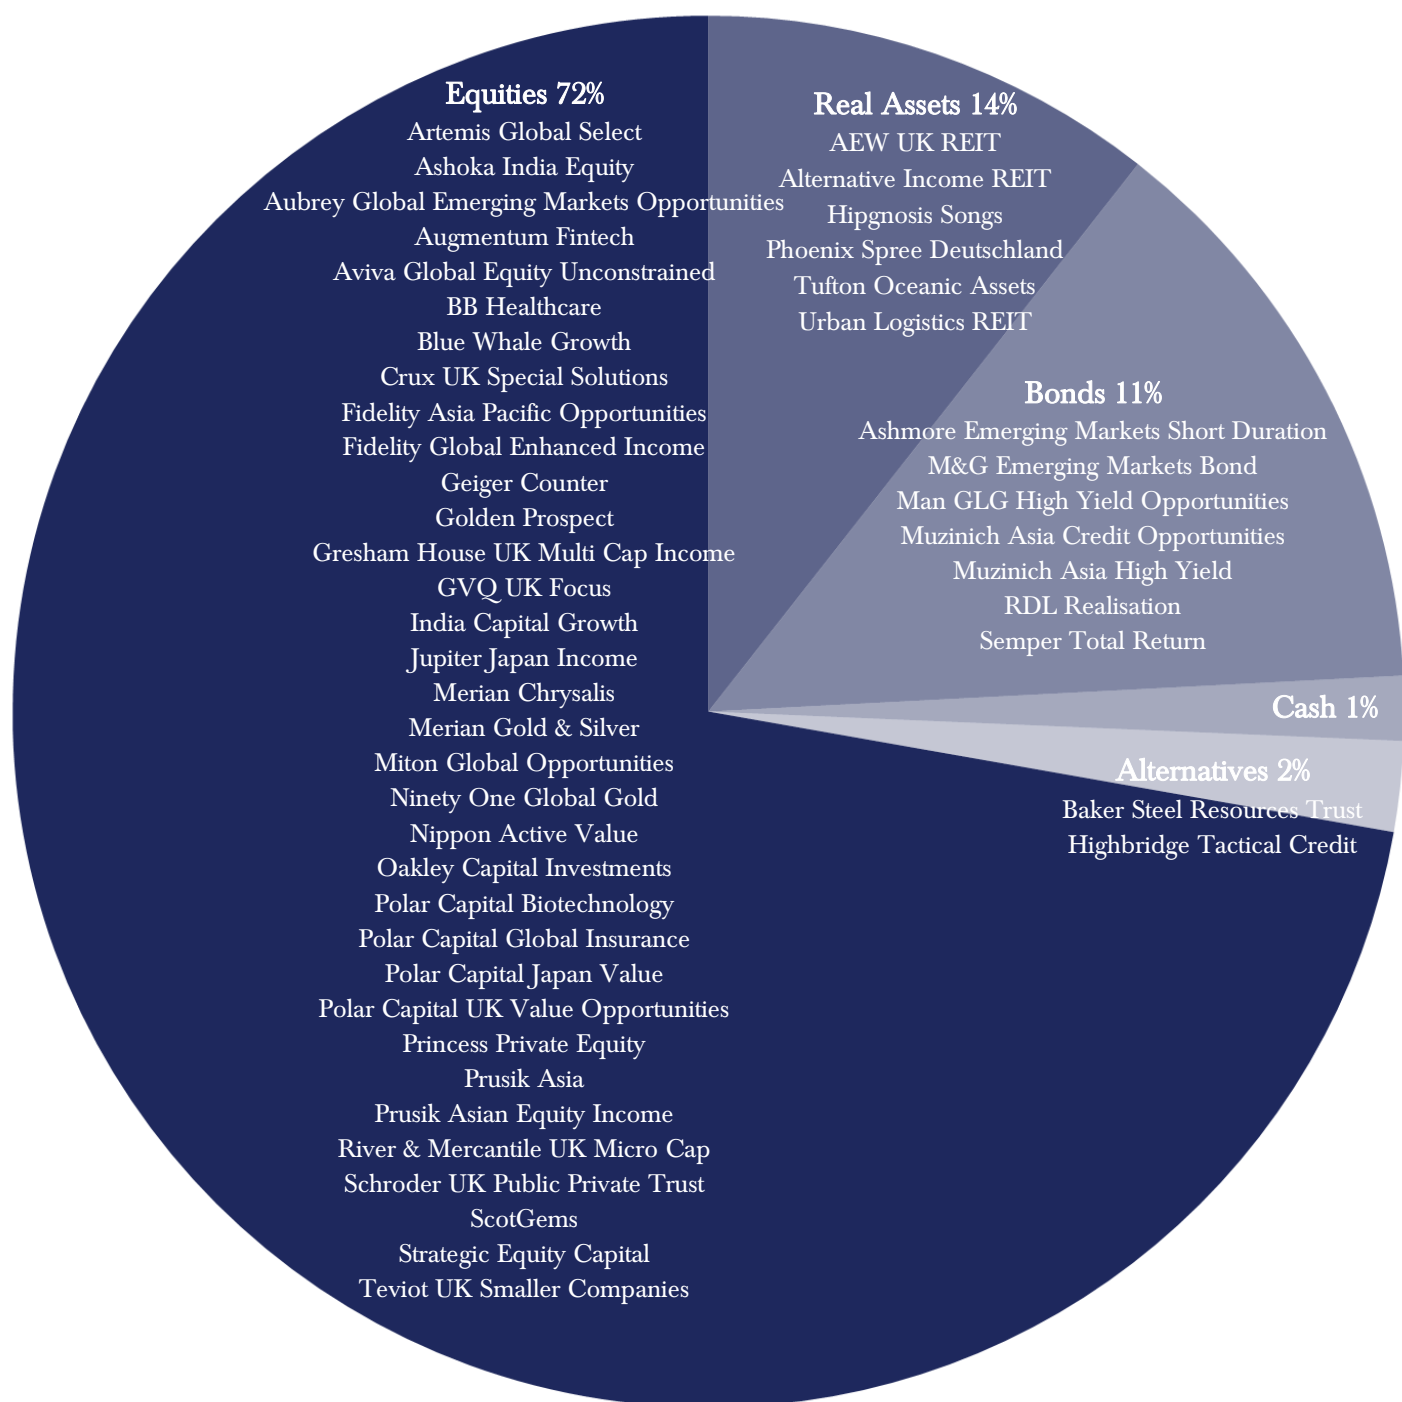 Equities 72%
Artemis Global Select
Ashoka India Equity
Aubrey Global Emerging Markets Opportunities
Augmentum Fintech
Aviva Global Equity Unconstrained
BB Healthcare
Blue Whale Growth
Crux UK Special Solutions
Fidelity Asia Pacific Opportunities
Fidelity Global Enhanced Income
Geiger Counter
Golden Prospect
Gresham House UK Multi Cap Income
GVQ UK Focus
India Capital Growth
Jupiter Japan Income
Merian Chrysalis
Merian Gold & Silver
Miton Global Opportunities
Ninety One Global Gold
Nippon Active Value
Oakley Capital Investments
Polar Capital Biotechnology
Polar Capital Global Insurance
Polar Capital Japan Value
Polar Capital UK Value Opportunities
Princess Private Equity
Prusik Asia
Prusik Asian Equity Income
River & Mercantile UK Micro Cap
Schroder UK Public Private Trust
ScotGems
Strategic Equity Capital
Teviot UK Smaller Companies
Real Assets 14%
AEW UK REIT
Alternative Income REIT
Hipgnosis Songs
Phoenix Spree Deutschland
Tufton Oceanic Assets
Urban Logistics REIT
Bonds 11%
Ashmore Emerging Markets Short Duration
M&G Emerging Markets Bond
Man GLG High Yield Opportunities
Muzinich Asia Credit Opportunities
Muzinich Asia High Yield
RDL Realisation
Semper Total Return
Cash 1%
Alternatives 2%
Baker Steel Resources Trust
Highbridge Tactical Credit